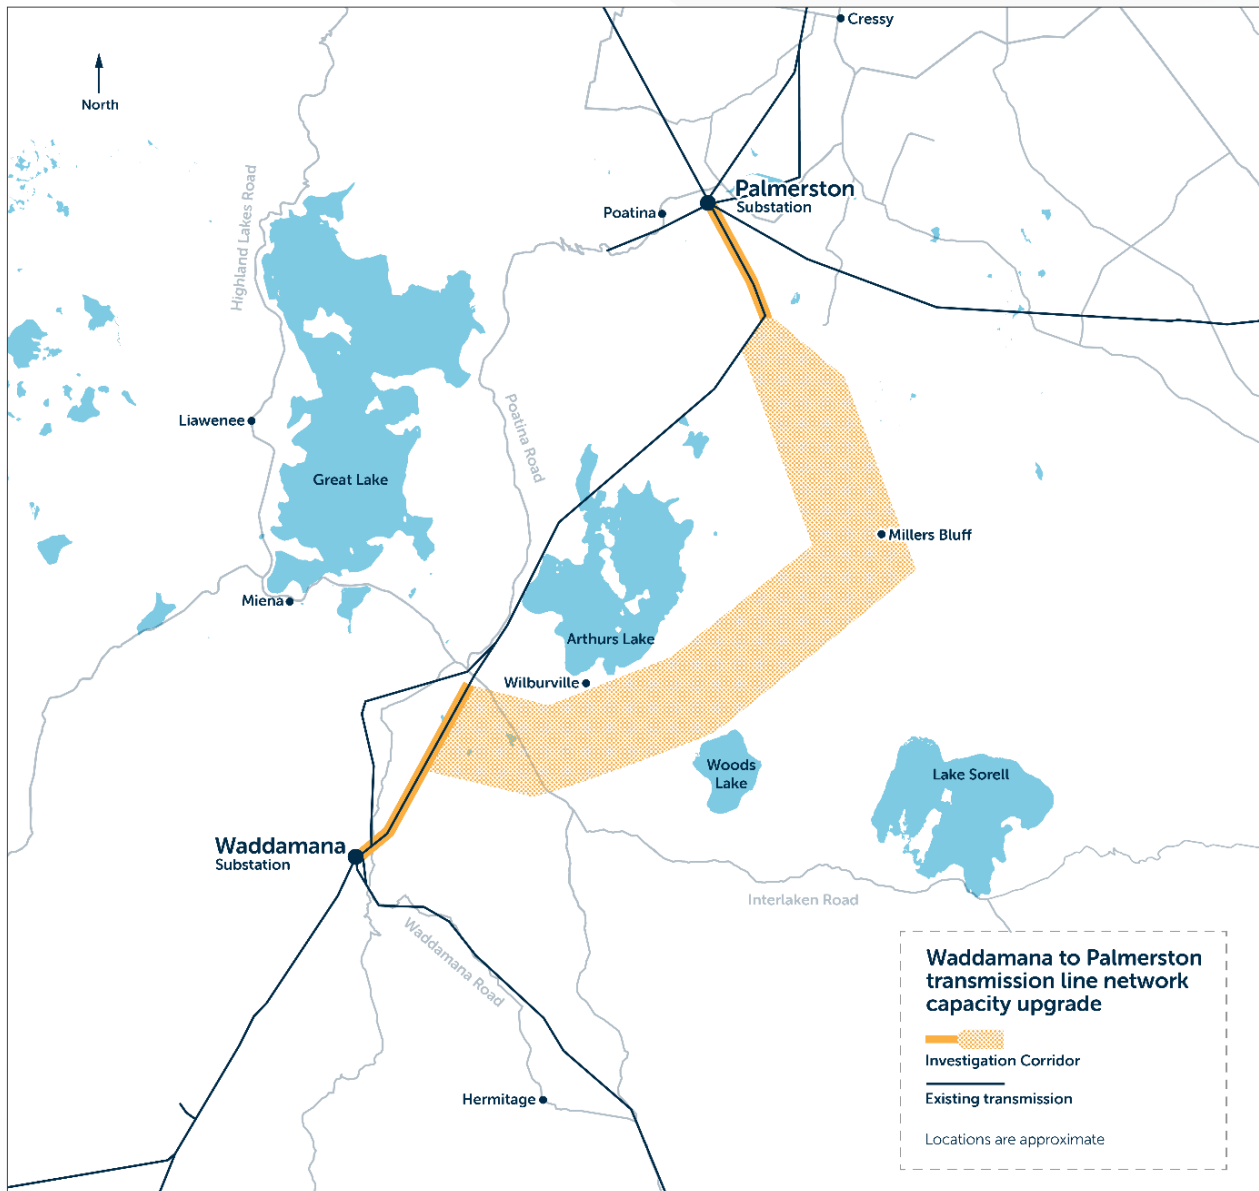 Cressy
North
Highland Lakes Road
Palmerston
Substation
Poatina
Poatina Road
Liawenee
Great Lake
Millers Bluff
Miena
Arthurs Lake
Wilburville
Woods
Lake
Lake Sorell
Waddamana
Substation
Interlaken Road
Waddamana Road
Hermitage
Waddamana to Palmerston
transmission line network
capacity upgrade
Investigation Corridor
Existing transmission
Locations are approximate